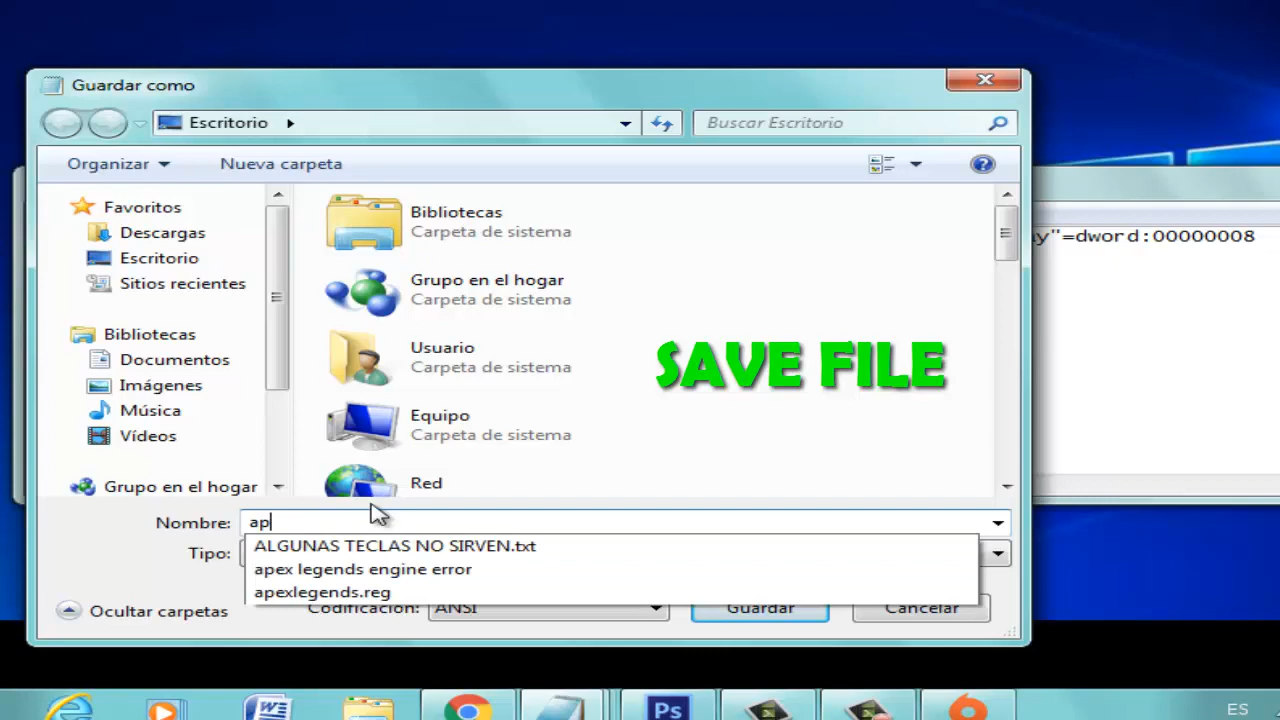 Guardar como
Escritorio
Buscar Escritorio
Organizar
Nueva carpeta
Favoritos
Descargas
Escritorio
Sitios recientes
Bibliotecas
Documentos
Imágenes
Música
Vídeos
Grupo en el hogar
Bibliotecas
Carpeta de sistema
Grupo en el hogar
Carpeta de sistema
Usuario
Carpeta de sistema
Equipo
Carpeta de sistema
Red
SAVE FILE
y"=dword:00000008
Nombre: ap
Tipo:
ALGUNAS TECLAS NO SIRVEN.txt
apex legends engine error
apexlegends.reg
Ocultar carpetas
Codificación: ANSI
Guardar
Cancelar
W
Ps
ES